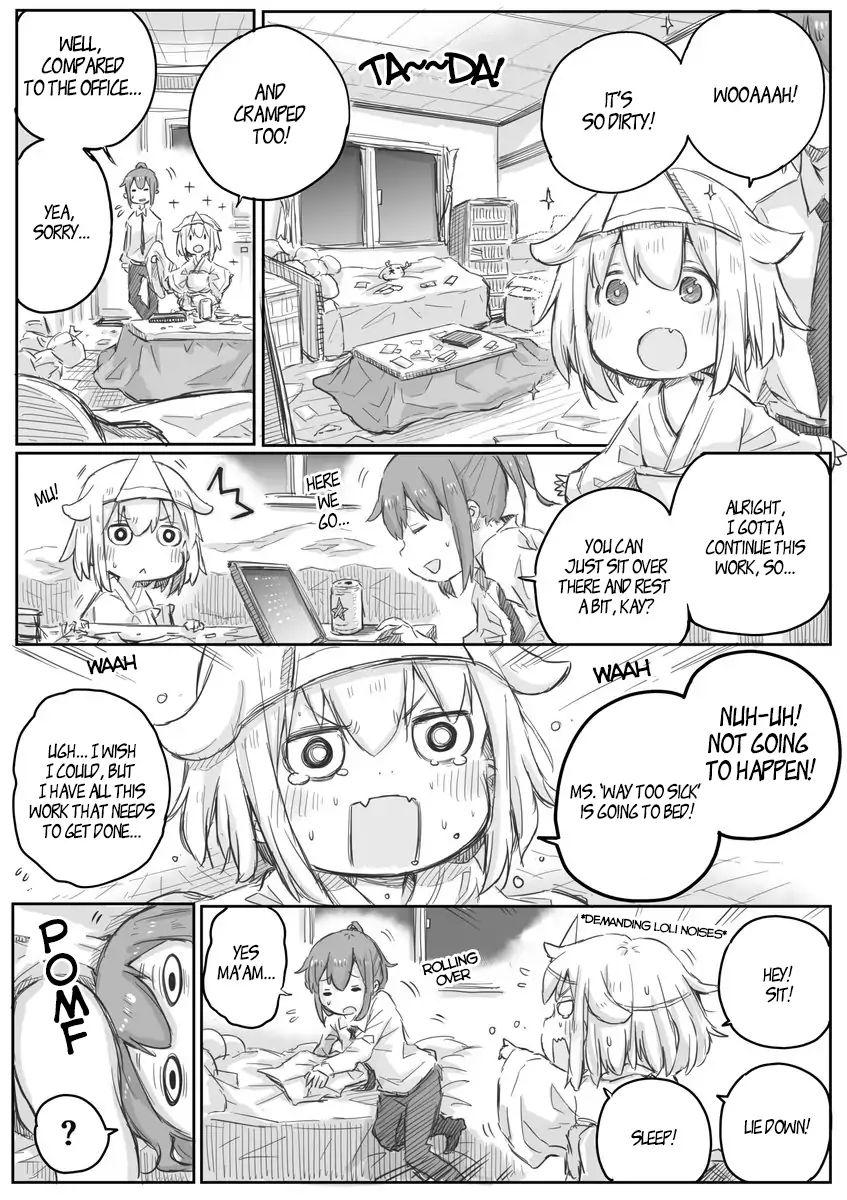 WOOAAAH!
IT'S
SO DIRTY!
TA~~DA!
AND
CRAMPED
TOO!
WELL,
COMPARED
TO THE OFFICE...
YEA,
SORRY...
ALRIGHT,
I GOTTA
CONTINUE THIS
WORK, SO...
YOU CAN
JUST SIT OVER
THERE AND REST
A BIT, KAY?
HERE
WE
GO...
MU!
WAAH
NUH-UH!
NOT GOING
TO HAPPEN!
MS. 'WAY TOO SICK'
IS GOING TO BED!
WAAH
UGH... I WISH
I COULD, BUT
I HAVE ALL THIS
WORK THAT NEEDS
TO GET DONE...
HEY!
SIT!
*DEMANDING LOLI NOISES*
LIE DOWN!
SLEEP!
ROLLING
OVER
YES
MA'AM...
POMF
?